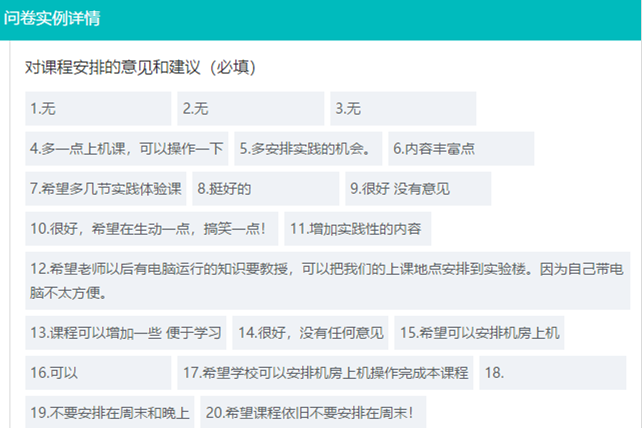 问卷实例详情
对课程安排的意见和建议（必填）
1.无 2.无 3.无
4.多一点上机课，可以操作一下 5.多安排实践的机会。 6.内容丰富点
7.希望多几节实践体验课 8.挺好的 9.很好 没有意见
10.很好，希望在生动一点，搞笑一点！ 11.增加实践性的内容
12.希望老师以后有电脑运行的知识要教授，可以把我们的上课地点安排到实验楼。因为自己带电
脑不太方便。
13.课程可以增加一些 便于学习 14.很好，没有任何意见 15.希望可以安排机房上机
16.可以 17.希望学校可以安排机房上机操作完成本课程 18.
19.不要安排在周末和晚上 20.希望课程依旧不要安排在周末！